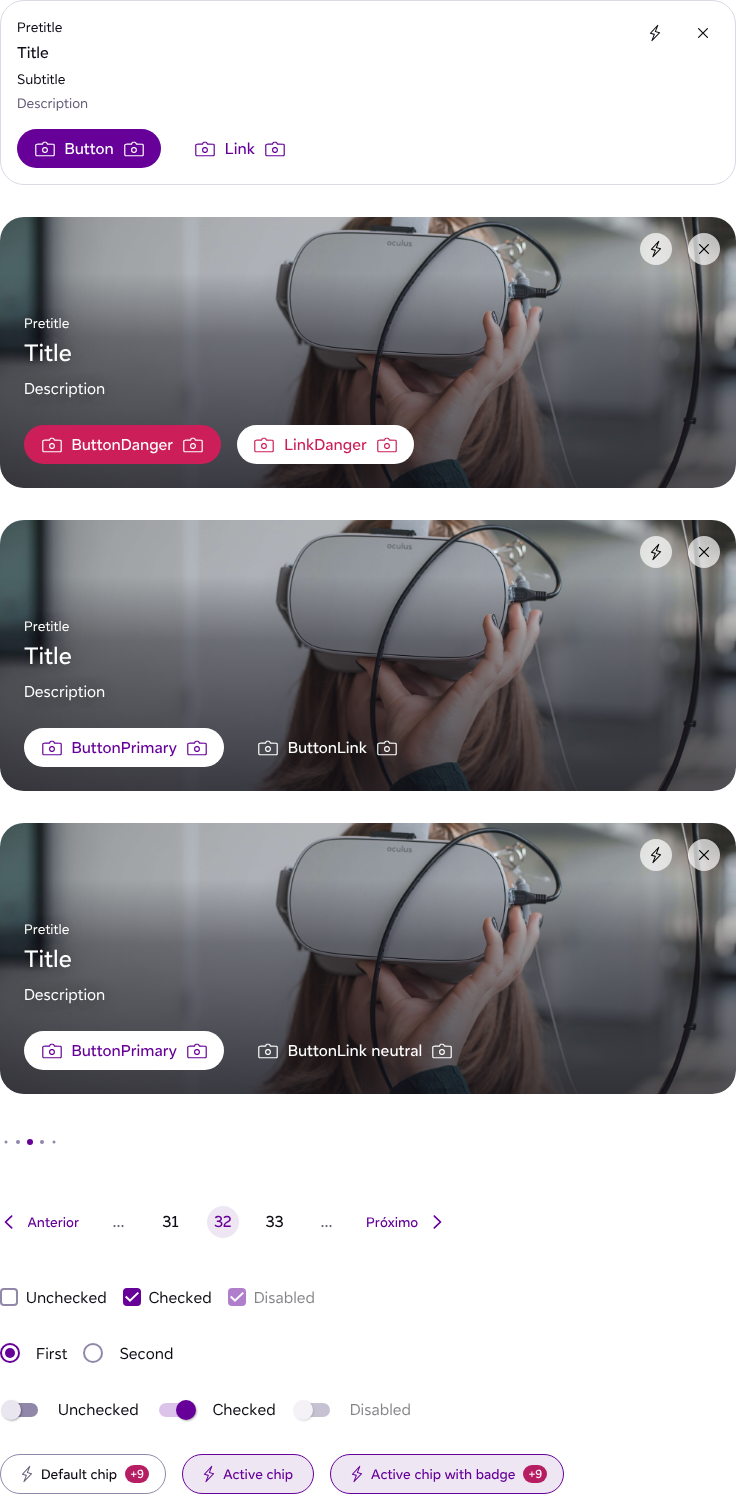 Pretitle
Title
Subtitle
Description
Button Link
oculus
Pretitle
Title
Description
ButtonDanger LinkDanger
oculus
Pretitle
Title
Description
ButtonPrimary ButtonLink
oculus
Pretitle
Title
Description
ButtonPrimary ButtonLink neutral
Anterior ... 31 32 33 ... Próximo
Unchecked Checked Disabled
First Second
Unchecked Checked Disabled
Default chip +9 Active chip Active chip with badge +9